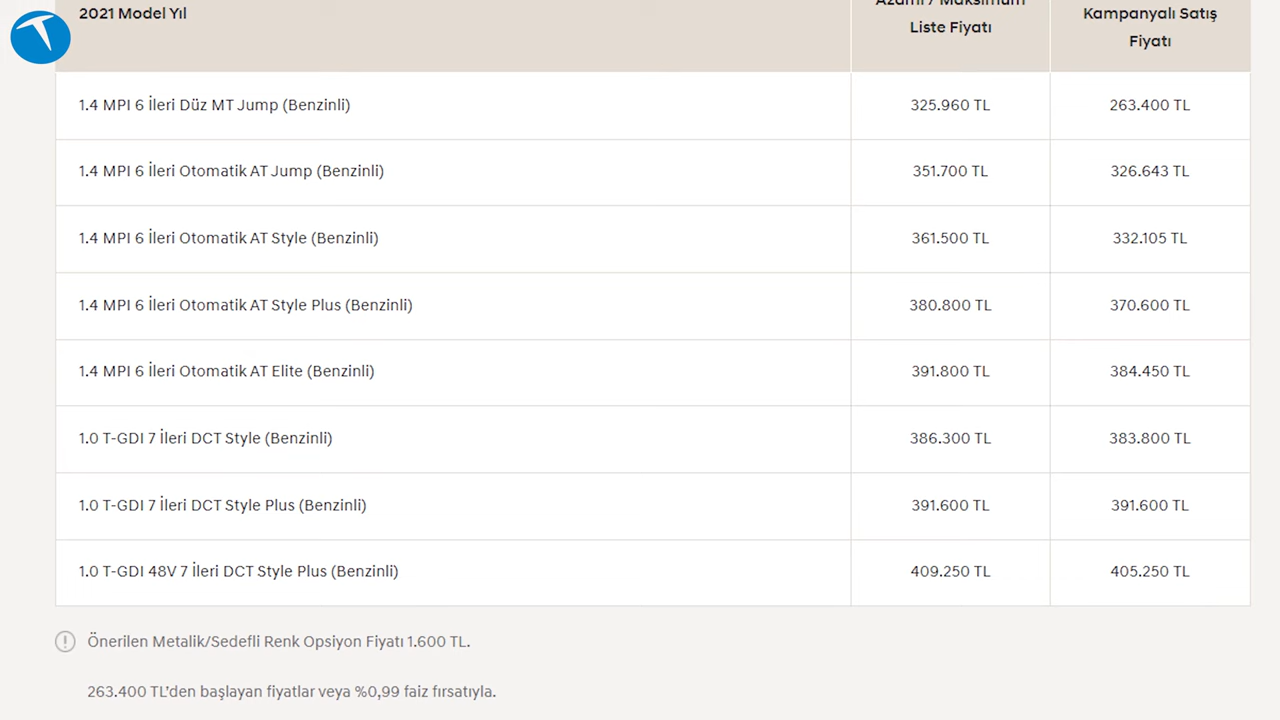 2021 Model Yıl
Azami / Maksimum
Liste Fiyatı
Kampanyalı Satış
Fiyatı
1.4 MPI 6 İleri Düz MT Jump (Benzinli) 325.960 TL 263.400 TL
1.4 MPI 6 İleri Otomatik AT Jump (Benzinli) 351.700 TL 326.643 TL
1.4 MPI 6 İleri Otomatik AT Style (Benzinli) 361.500 TL 332.105 TL
1.4 MPI 6 İleri Otomatik AT Style Plus (Benzinli) 380.800 TL 370.600 TL
1.4 MPI 6 İleri Otomatik AT Elite (Benzinli) 391.800 TL 384.450 TL
1.0 T-GDI 7 İleri DCT Style (Benzinli) 386.300 TL 383.800 TL
1.0 T-GDI 7 İleri DCT Style Plus (Benzinli) 391.600 TL 391.600 TL
1.0 T-GDI 48V 7 İleri DCT Style Plus (Benzinli) 409.250 TL 405.250 TL
Önerilen Metalik/Sedefli Renk Opsiyon Fiyatı 1.600 TL.
263.400 TL'den başlayan fiyatlar veya %0,99 faiz fırsatıyla.